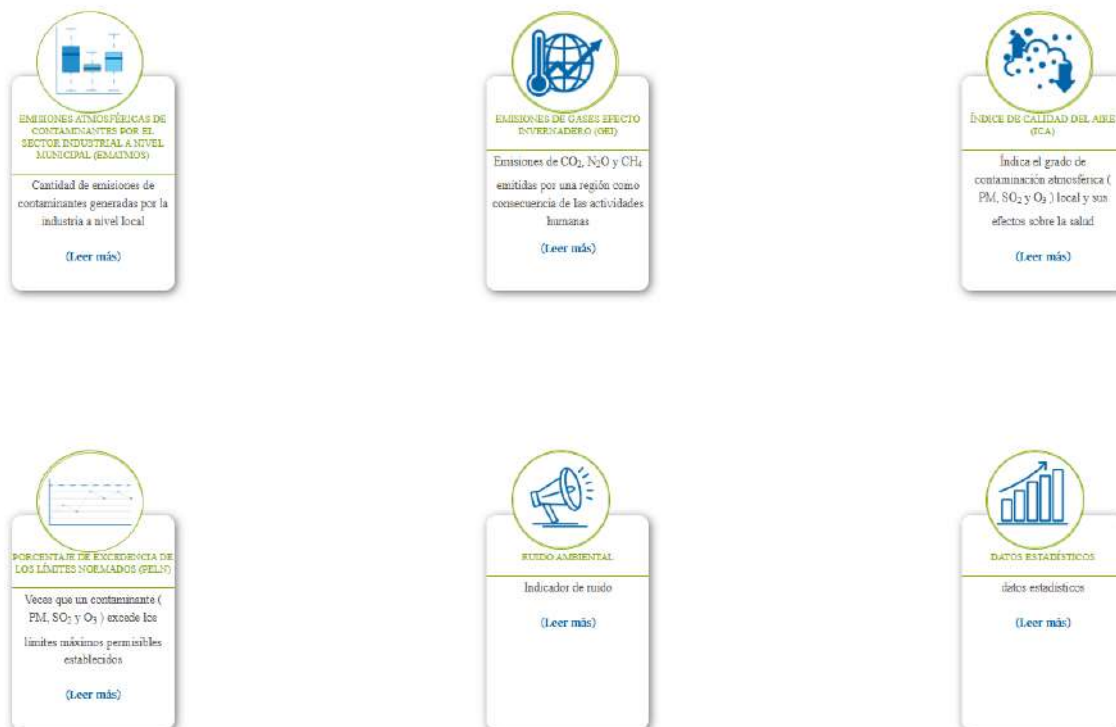 EMISIONES ATMOSFÉRICAS DE
CONTAMINANTES POR EL
SECTOR INDUSTRIAL A NIVEL
MUNICIPAL (EMATMOS)
Cantidad de emisiones de
contaminantes generadas por la
industria a nivel local
(Leer más)
EMISIONES DE GASES EFECTO
INVERNADERO (GEI)
Emisiones de CO₂, N₂O y CH₄
emitidas por una región como
consecuencia de las actividades
humanas
(Leer más)
ÍNDICE DE CALIDAD DEL AIRE
(ICA)
Índica el grado de
contaminación atmosférica (
PM, SO₂ y O₃ ) local y sus
efectos sobre la salud
(Leer más)
PORCENTAJE DE EXCEDENCIA DE
LOS LÍMITES NORMADOS (PELN)
Veces que un contaminante (
PM, SO₂ y O₃ ) excede los
límites máximos permisibles
establecidos
(Leer más)
RUIDO AMBIENTAL
Indicador de ruido
(Leer más)
DATOS ESTADÍSTICOS
datos estadísticos
(Leer más)